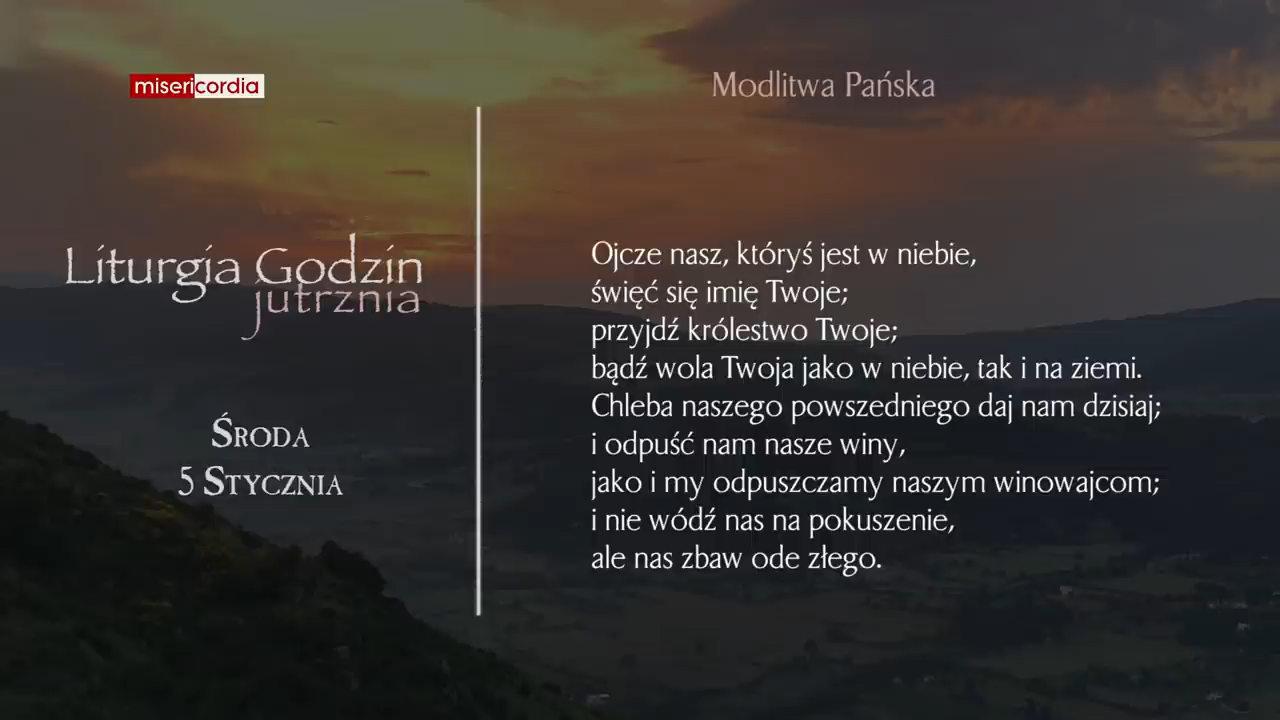 misericordia
Liturgia Godzin
jutrznia
Środa
5 Stycznia
Modlitwa Pańska
Ojcze nasz, któryś jest w niebie,
święć się imię Twoje;
przyjdź królestwo Twoje;
bądź wola Twoja jako w niebie, tak i na ziemi.
Chleba naszego powszedniego daj nam dzisiaj;
i odpuść nam nasze winy,
jako i my odpuszczamy naszym winowajcom;
i nie wódź nas na pokuszenie,
ale nas zbaw ode złego.